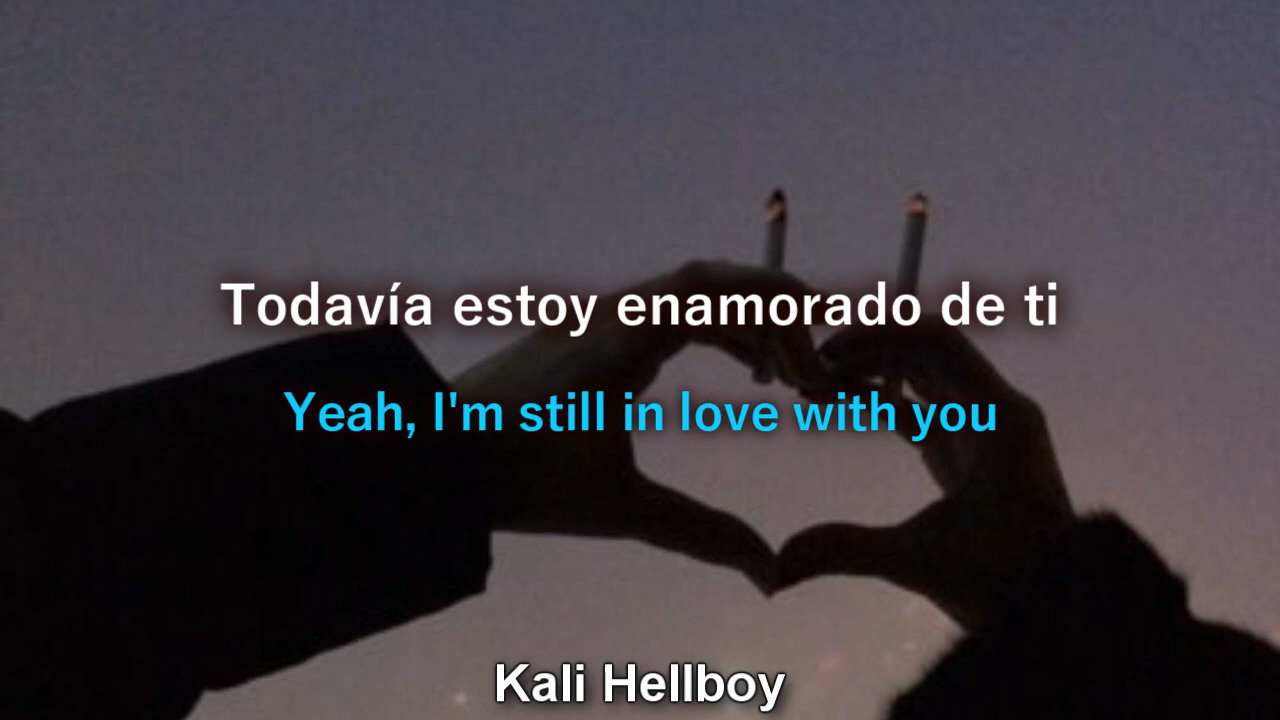 Todavía estoy enamorado de ti
Yeah, I'm still in love with you
Kali Hellboy